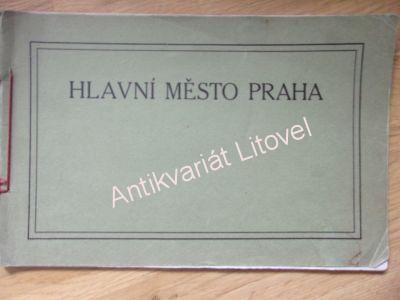 HLAVNÍ MĚSTO PRAHA
Antikvariát Litovel